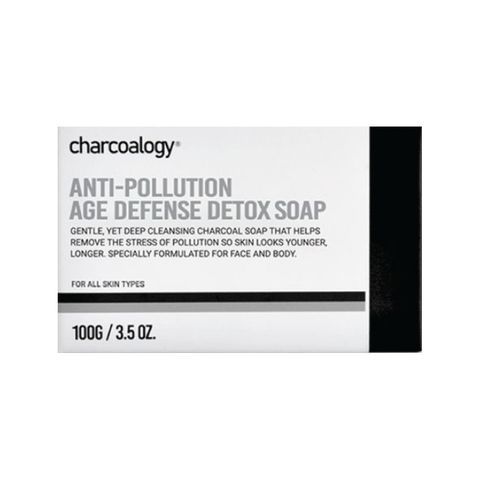 charcoalogy®
ANTI-POLLUTION
AGE DEFENSE DETOX SOAP
GENTLE, YET DEEP CLEANSING CHARCOAL SOAP THAT HELPS
REMOVE THE STRESS OF POLLUTION SO SKIN LOOKS YOUNGER,
LONGER. SPECIALLY FORMULATED FOR FACE AND BODY.
FOR ALL SKIN TYPES
100G / 3.5 OZ.